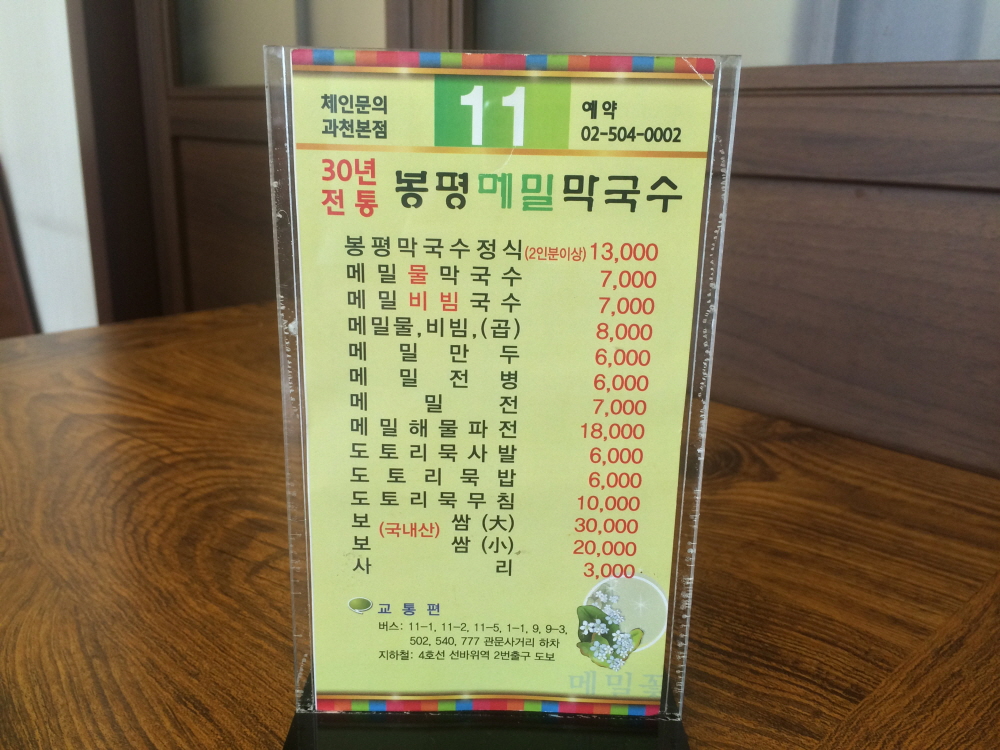 체인문의
과천본점
11
예약
02-504-0002
30년
전통
봉평메밀막국수
봉평막국수정식(2인분이상) 13,000
메밀물막국수 7,000
메밀비빔국수 7,000
메밀물,비빔,(곱) 8,000
메밀만두 6,000
메밀전병 6,000
메밀전 7,000
메밀해물파전 18,000
도토리묵사발 6,000
도토리묵밥 6,000
도토리묵무침 10,000
보쌈(大) 30,000
(국내산)
보쌈(小) 20,000
사리 3,000
교통편
버스: 11-1, 11-2, 11-5, 1-1, 9, 9-3,
502, 540, 777 관문사거리 하차
지하철: 4호선 선바위역 2번출구 도보
메밀꽃